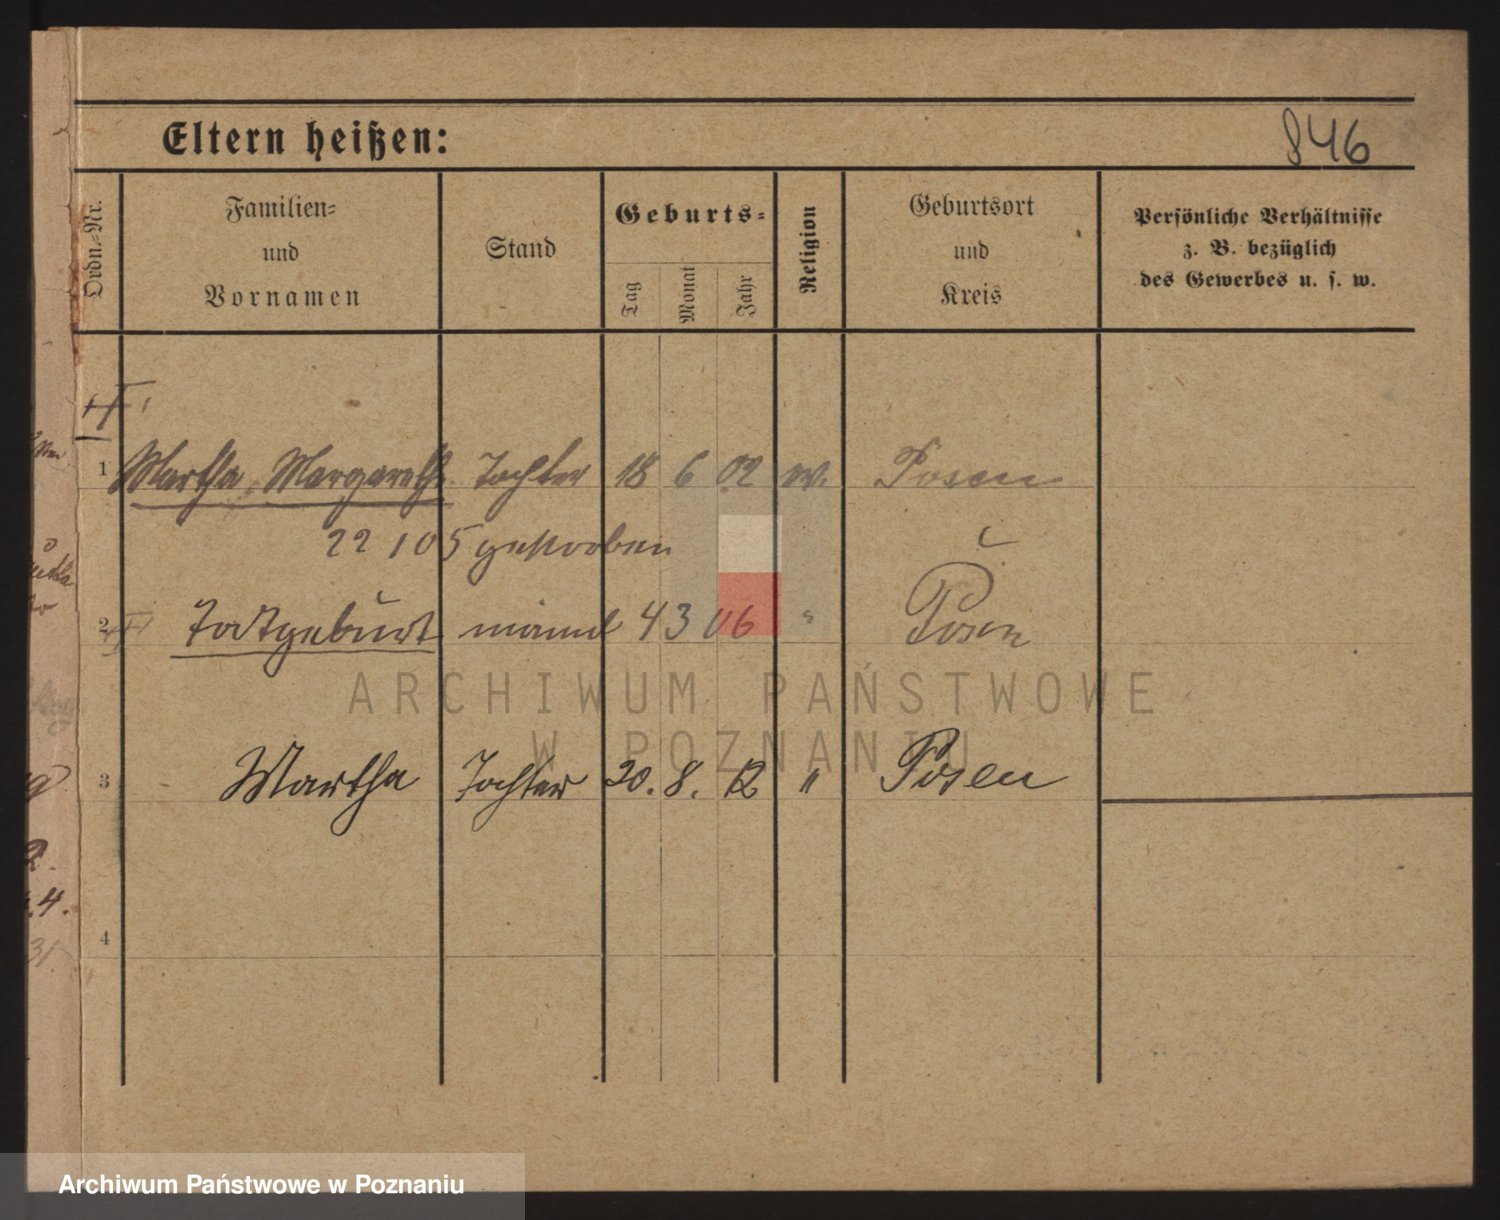 846
Eltern heißen:
Ordn.-Nr.
Familien-
und
Vornamen
Stand
Geburts-
Tag
Monat
Jahr
Religion
Geburtsort
und
Kreis
Persönliche Verhältnisse
z. B. bezüglich
des Gewerbes u. s. w.
1 Martha Margarethe Tochter 18 6 02 Posen
22 1 05 gestorben
2 Todtgeburt männl 4 3 06 " Posen
3 Martha Tochter 20. 8. 12 " Posen
4
ARCHIWUM PAŃSTWOWE
W POZNANIU
Archiwum Państwowe w Poznaniu